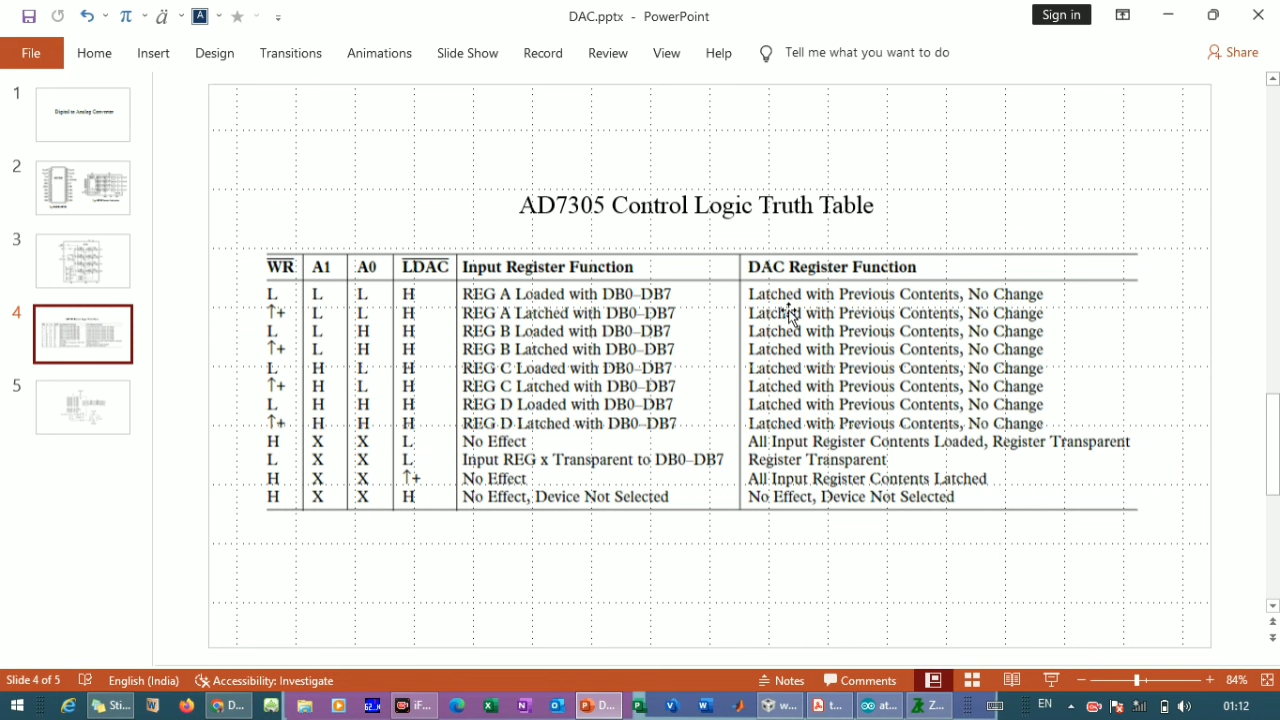 DAC.pptx - PowerPoint
Sign in
File Home Insert Design Transitions Animations Slide Show Record Review View Help Tell me what you want to do Share
1
Digital to Analog Converter
2
3
4
5
AD7305 Control Logic Truth Table
WR A1 A0 LDAC Input Register Function DAC Register Function
L L L H REG A Loaded with DB0–DB7 Latched with Previous Contents, No Change
↑+ L L H REG A Latched with DB0–DB7 Latched with Previous Contents, No Change
L L H H REG B Loaded with DB0–DB7 Latched with Previous Contents, No Change
↑+ L H H REG B Latched with DB0–DB7 Latched with Previous Contents, No Change
L H L H REG C Loaded with DB0–DB7 Latched with Previous Contents, No Change
↑+ H L H REG C Latched with DB0–DB7 Latched with Previous Contents, No Change
L H H H REG D Loaded with DB0–DB7 Latched with Previous Contents, No Change
↑+ H H H REG D Latched with DB0–DB7 Latched with Previous Contents, No Change
H X X L No Effect All Input Register Contents Loaded, Register Transparent
L X X L Input REG x Transparent to DB0–DB7 Register Transparent
H X X ↑+ No Effect All Input Register Contents Latched
H X X H No Effect, Device Not Selected No Effect, Device Not Selected
Slide 4 of 5 English (India) Accessibility: Investigate Notes Comments 84%
Sti... D... iF... D... w... t... at... Z... EN 01:12